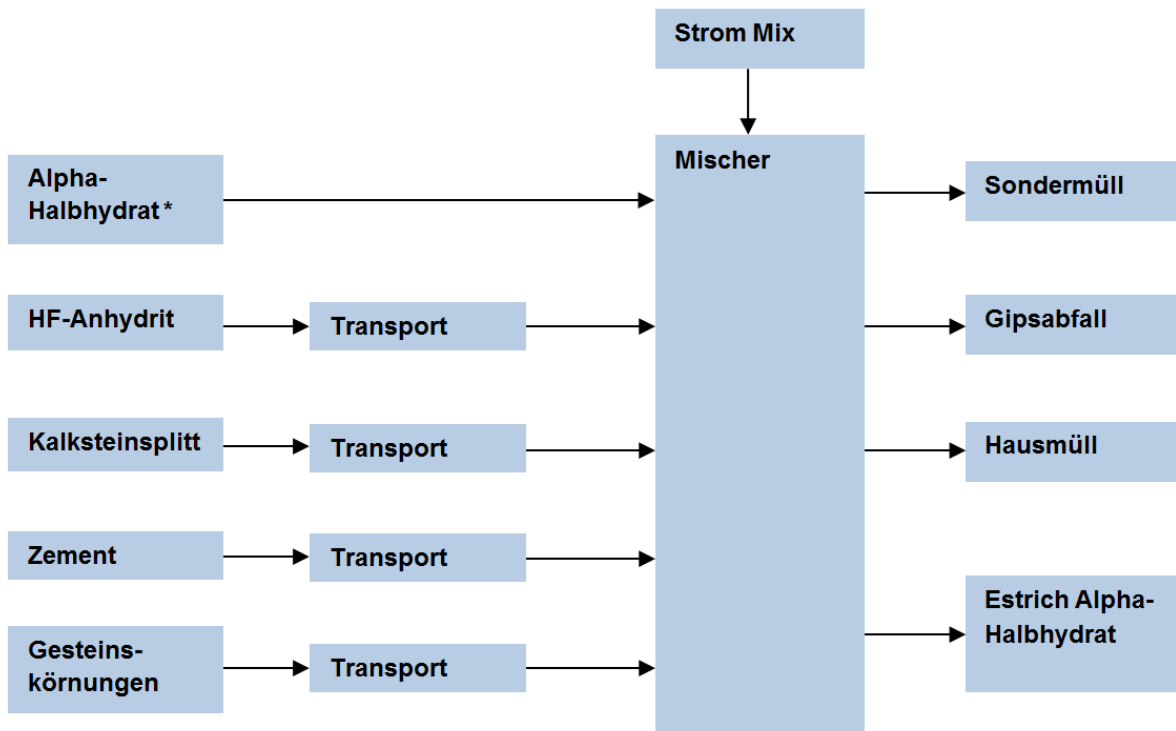 Strom Mix
Mischer
Alpha-
Halbhydrat *
Sondermüll
HF-Anhydrit
Transport
Gipsabfall
Kalksteinsplitt
Transport
Hausmüll
Zement
Transport
Estrich Alpha-
Halbhydrat
Gesteins-
körnungen
Transport